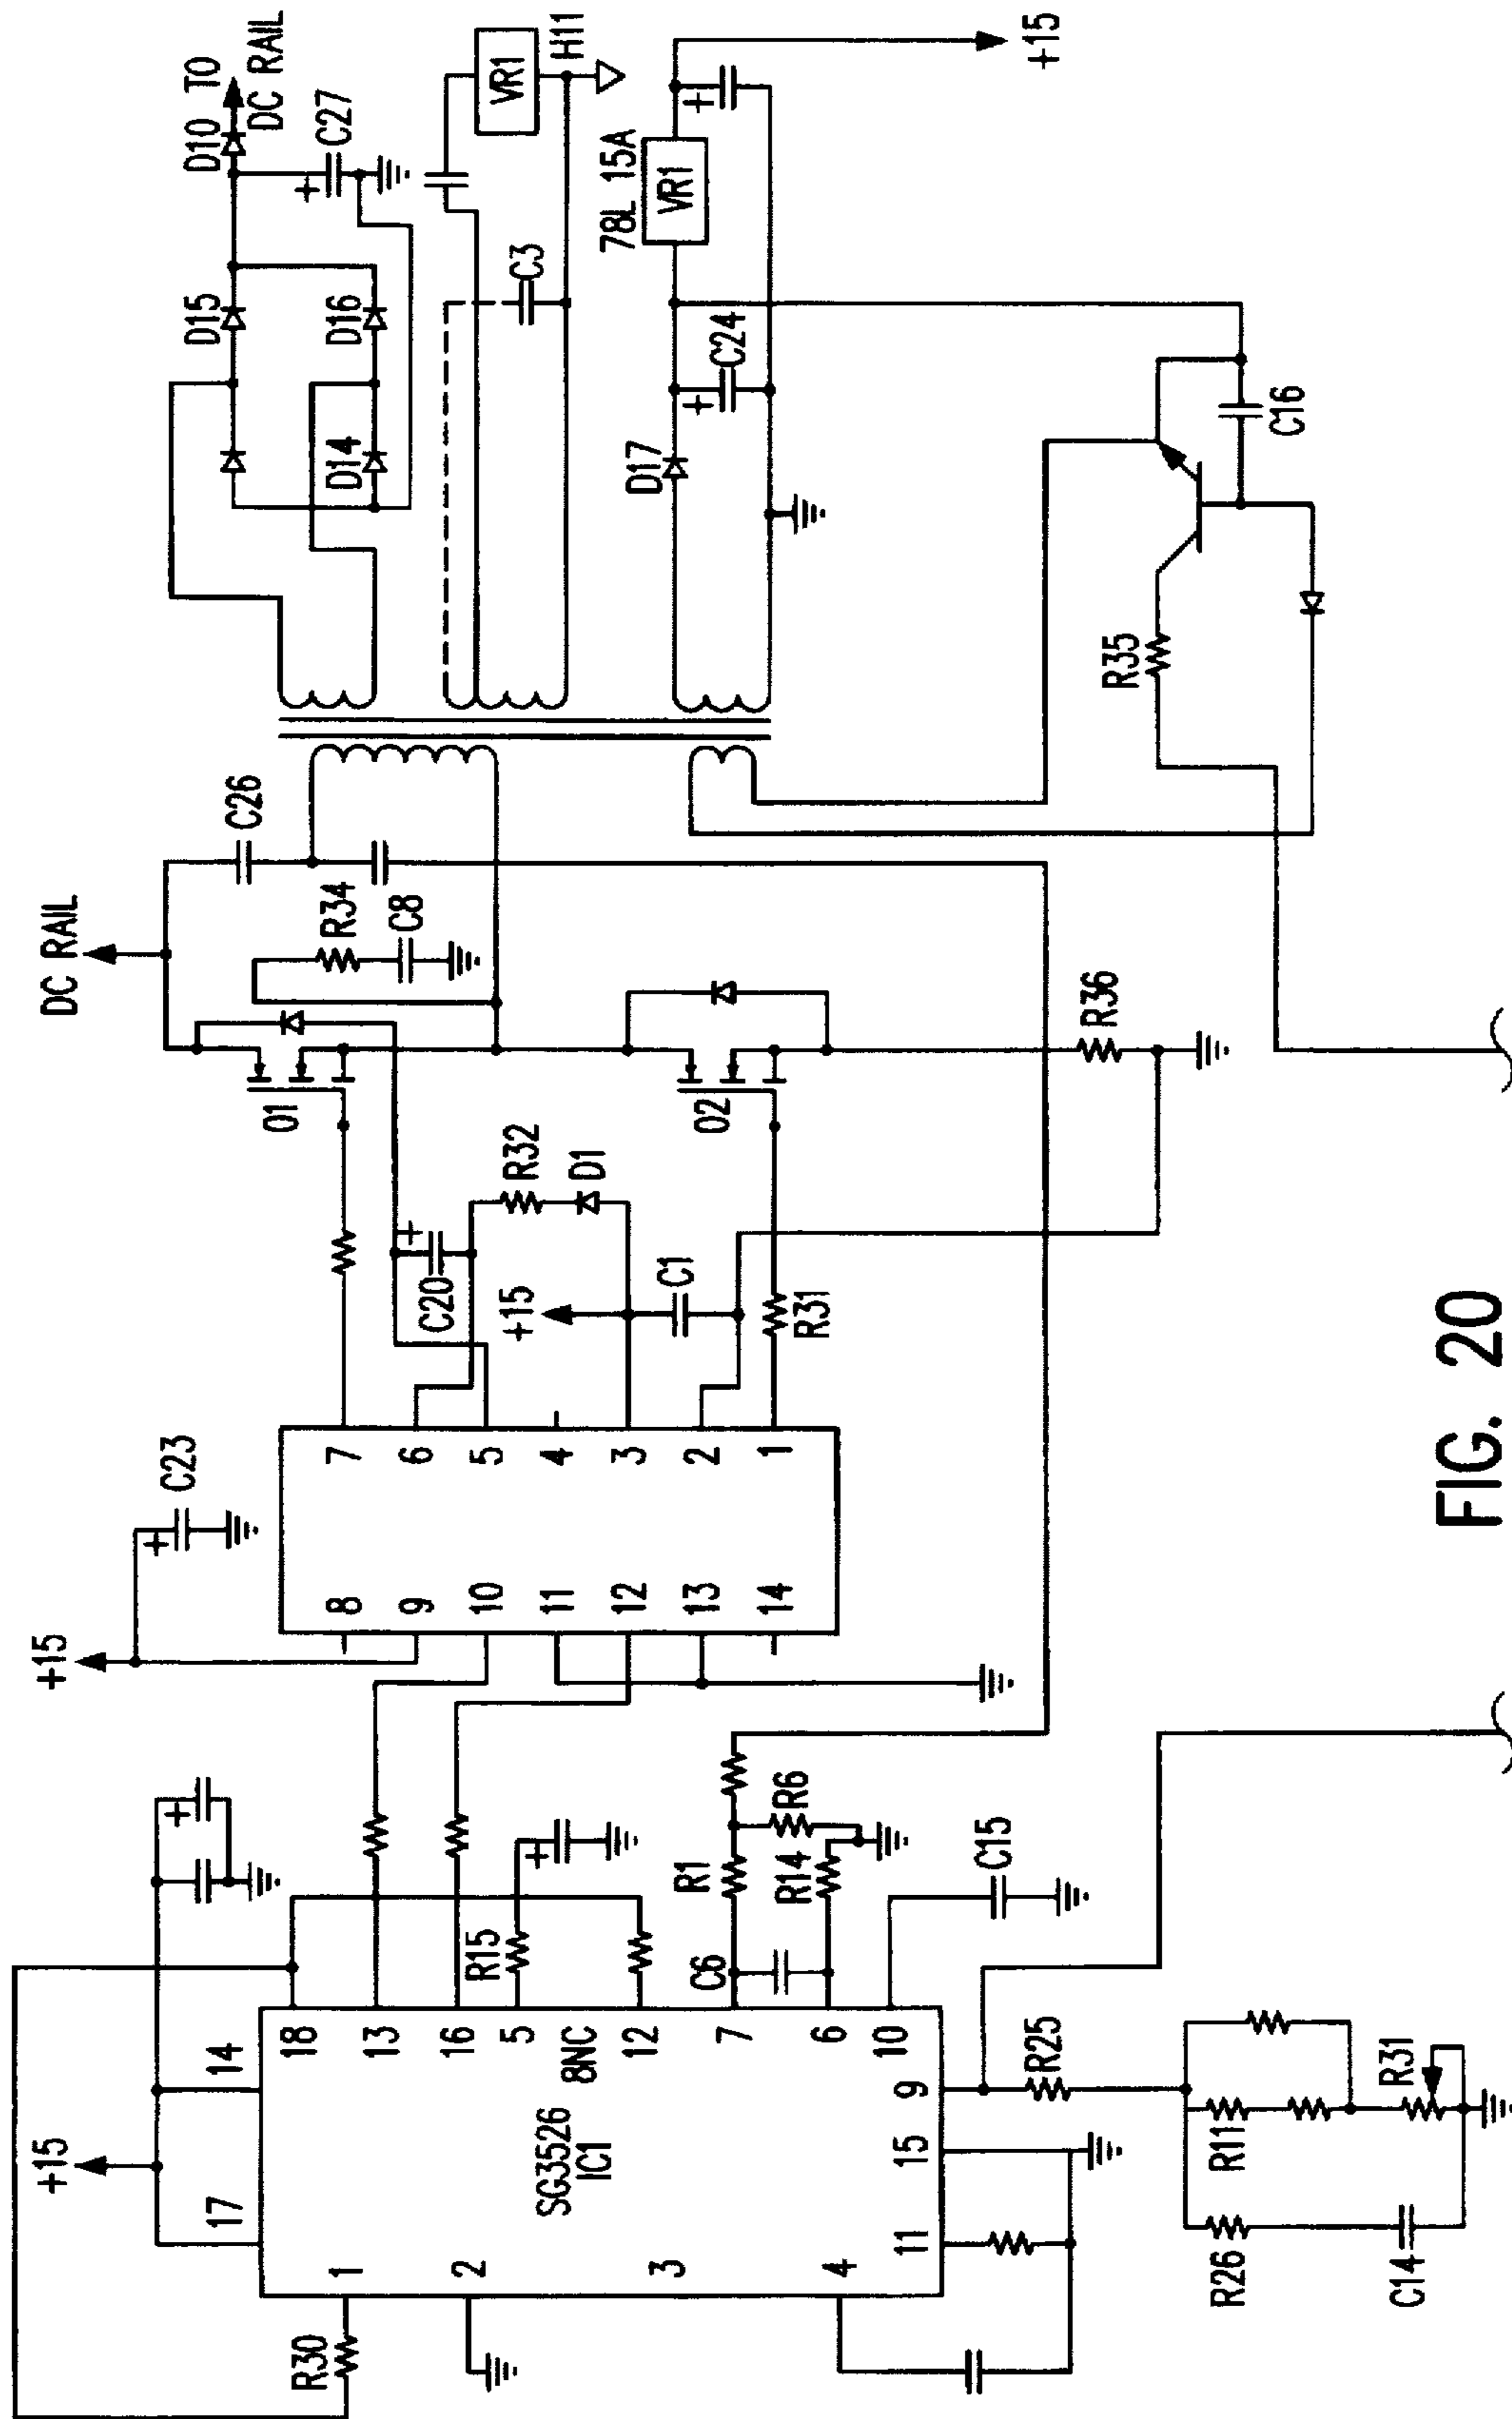 DC RAIL
C26
R34
C8
D15
D10 TO
DC RAIL
C27
D16
D14
C3
VR1
H11
78L 15A
VR1
D17
C24
+15
R35
C16
+15
C23
8
9
10
11
12
13
14
7
6
5
4
3
2
1
O1
C20
R32
D1
+15
C1
R31
O2
R36
+15
17
14
R30
1
2
3
4
18
13
16
5
8NC
12
7
6
10
SG3526
IC1
11
15
9
R15
C6
R1
R14
R6
C15
R25
R26
R11
R31
C14
FIG. 20